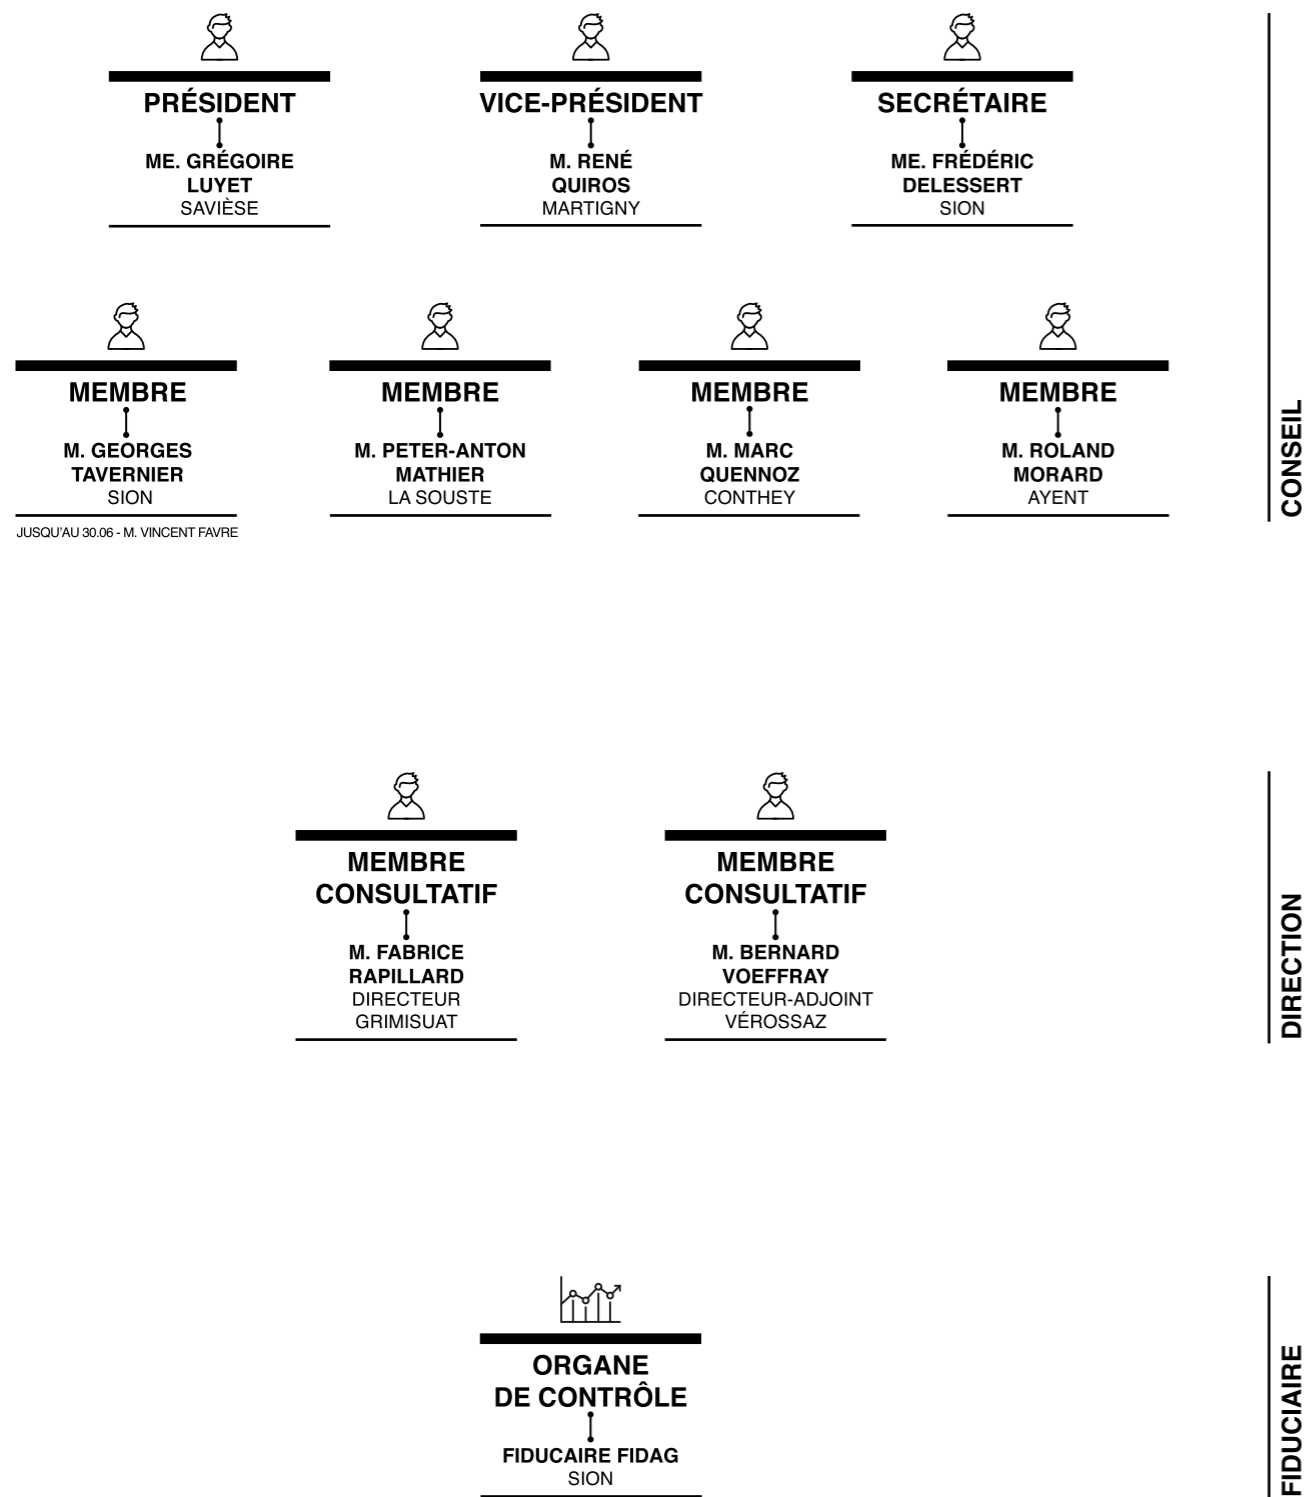 PRÉSIDENT
ME. GRÉGOIRE
LUYET
SAVIÈSE
VICE-PRÉSIDENT
M. RENÉ
QUIROS
MARTIGNY
SECRÉTAIRE
ME. FRÉDÉRIC
DELESSERT
SION
MEMBRE
M. GEORGES
TAVERNIER
SION
JUSQU'AU 30.06 - M. VINCENT FAVRE
MEMBRE
M. PETER-ANTON
MATHIER
LA SOUSTE
MEMBRE
M. MARC
QUENNOZ
CONTHEY
MEMBRE
M. ROLAND
MORARD
AYENT
CONSEIL
MEMBRE
CONSULTATIF
M. FABRICE
RAPILLARD
DIRECTEUR
GRIMISUAT
MEMBRE
CONSULTATIF
M. BERNARD
VOEFFRAY
DIRECTEUR-ADJOINT
VÉROSSAZ
DIRECTION
ORGANE
DE CONTRÔLE
FIDUCAIRE FIDAG
SION
FIDUCIAIRE